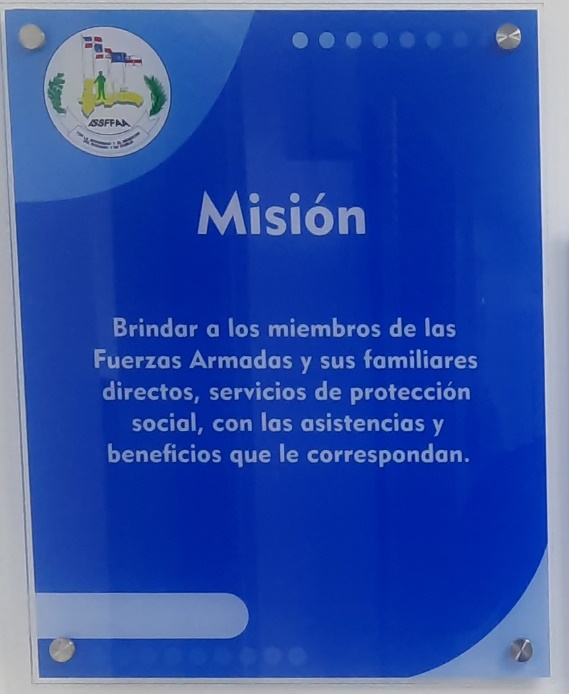 ISSFFAA
Misión
Brindar a los miembros de las
Fuerzas Armadas y sus familiares
directos, servicios de protección
social, con las asistencias y
beneficios que le correspondan.